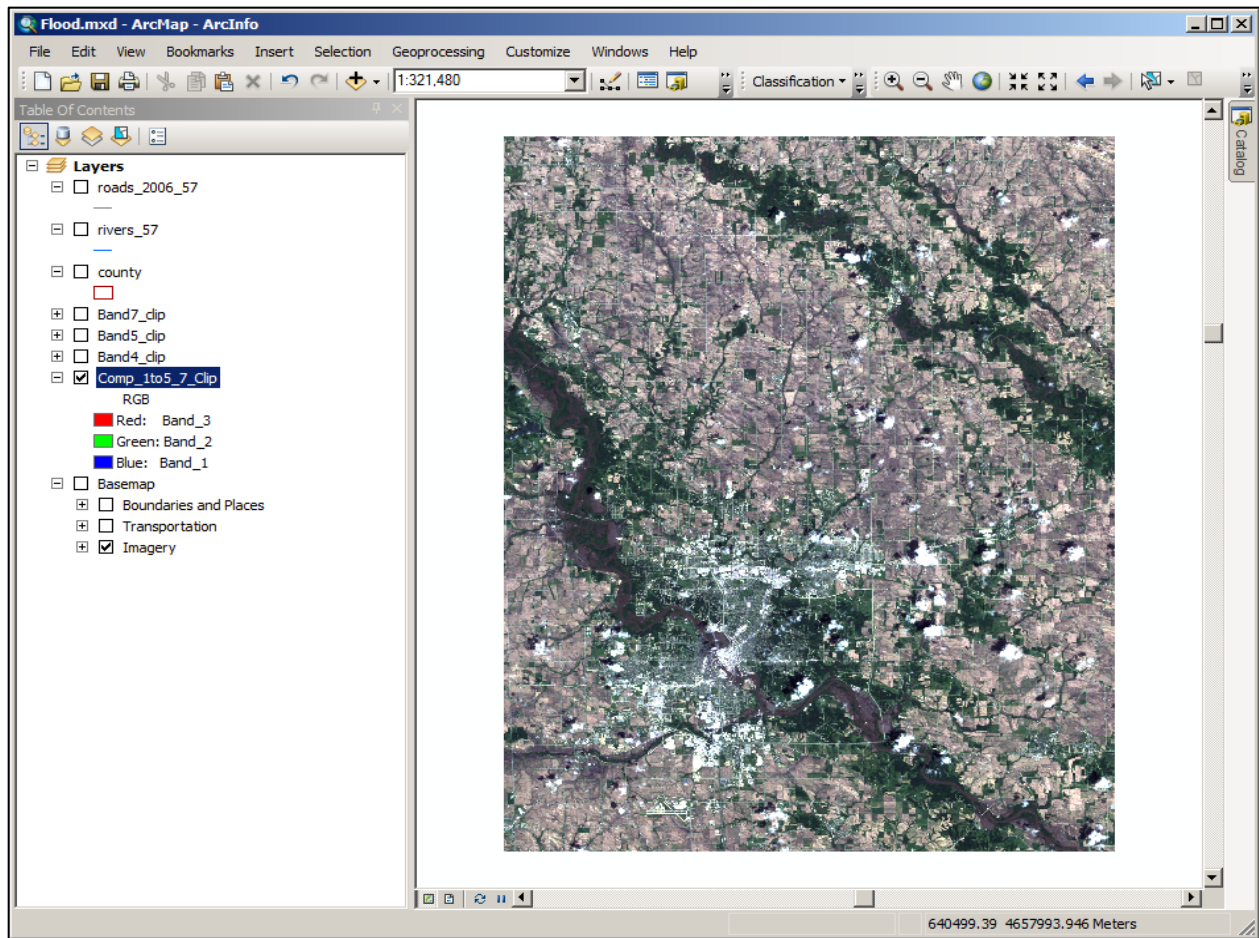 Flood.mxd - ArcMap - ArcInfo
File Edit View Bookmarks Insert Selection Geoprocessing Customize Windows Help
1:321,480 Classification
Table Of Contents
Catalog
Layers
roads_2006_57
rivers_57
county
Band7_clip
Band5_clip
Band4_clip
Comp_1to5_7_Clip
RGB
Red: Band_3
Green: Band_2
Blue: Band_1
Basemap
Boundaries and Places
Transportation
Imagery
640499.39 4657993.946 Meters